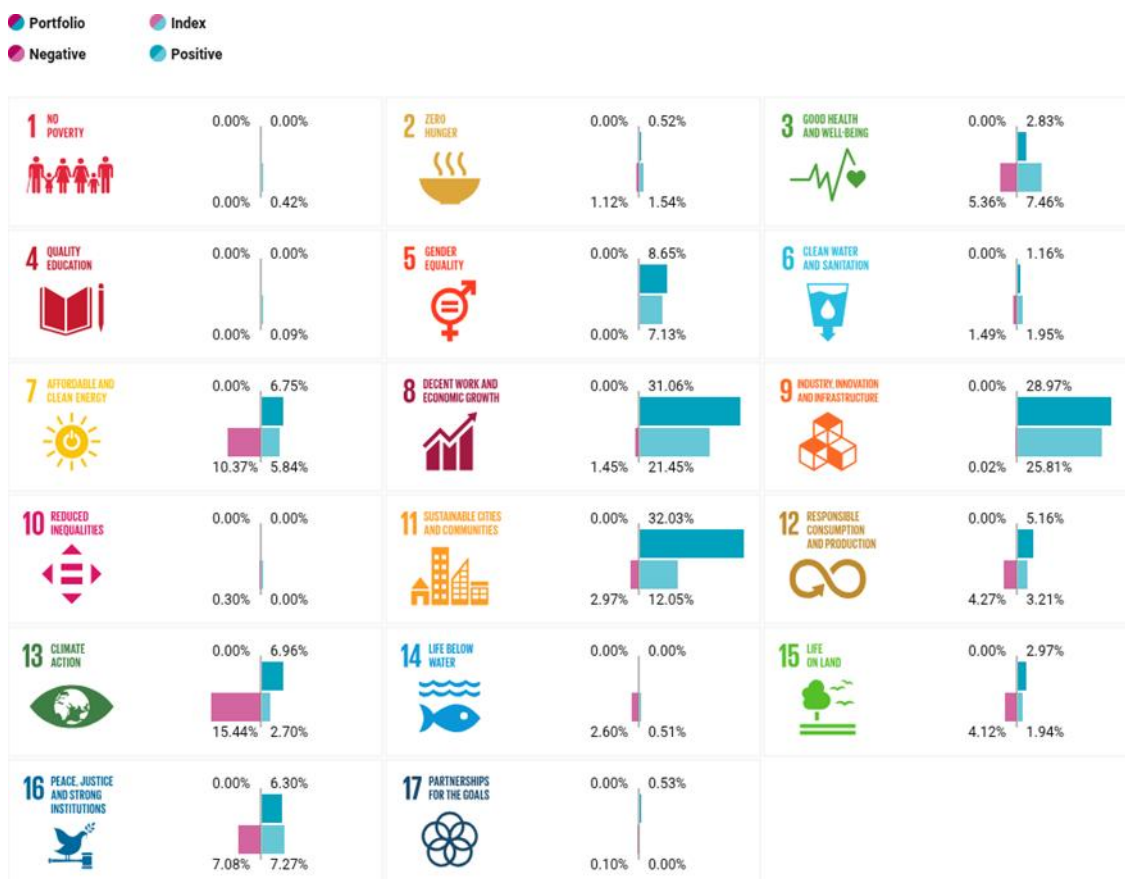 Portfolio
Index
Negative
Positive
1 NO POVERTY
0.00% 0.00%
0.00% 0.42%
2 ZERO HUNGER
0.00% 0.52%
1.12% 1.54%
3 GOOD HEALTH AND WELL-BEING
0.00% 2.83%
5.36% 7.46%
4 QUALITY EDUCATION
0.00% 0.00%
0.00% 0.09%
5 GENDER EQUALITY
0.00% 8.65%
0.00% 7.13%
6 CLEAN WATER AND SANITATION
0.00% 1.16%
1.49% 1.95%
7 AFFORDABLE AND CLEAN ENERGY
0.00% 6.75%
10.37% 5.84%
8 DECENT WORK AND ECONOMIC GROWTH
0.00% 31.06%
1.45% 21.45%
9 INDUSTRY, INNOVATION AND INFRASTRUCTURE
0.00% 28.97%
0.02% 25.81%
10 REDUCED INEQUALITIES
0.00% 0.00%
0.30% 0.00%
11 SUSTAINABLE CITIES AND COMMUNITIES
0.00% 32.03%
2.97% 12.05%
12 RESPONSIBLE CONSUMPTION AND PRODUCTION
0.00% 5.16%
4.27% 3.21%
13 CLIMATE ACTION
0.00% 6.96%
15.44% 2.70%
14 LIFE BELOW WATER
0.00% 0.00%
2.60% 0.51%
15 LIFE ON LAND
0.00% 2.97%
4.12% 1.94%
16 PEACE, JUSTICE AND STRONG INSTITUTIONS
0.00% 6.30%
7.08% 7.27%
17 PARTNERSHIPS FOR THE GOALS
0.00% 0.53%
0.10% 0.00%